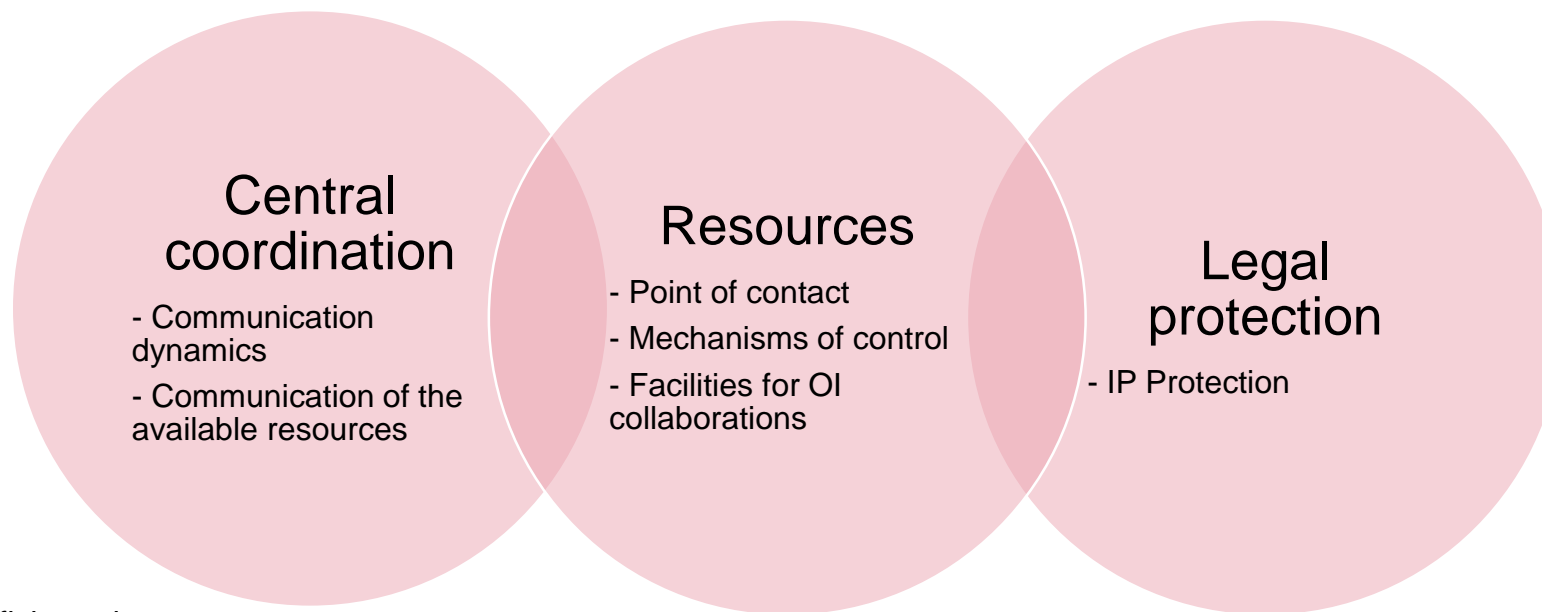 Central
coordination
- Communication
dynamics
- Communication of the
available resources
Resources
- Point of contact
- Mechanisms of control
- Facilities for OI
collaborations
Legal
protection
- IP Protection